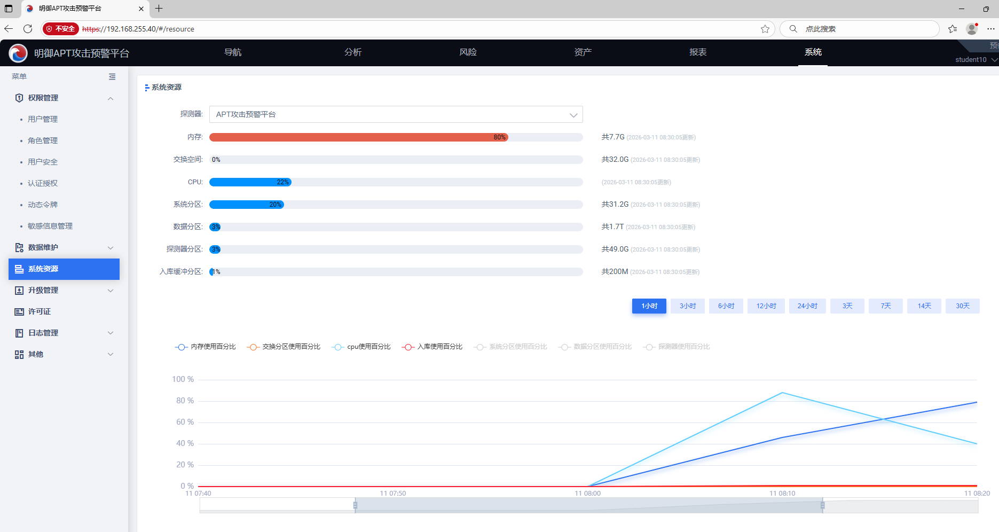 明御APT攻击预警平台
不安全 https://192.168.255.40/#/resource
点此搜索
明御APT攻击预警平台
导航 分析 风险 资产 报表 系统
student10
菜单
权限管理
用户管理
角色管理
用户安全
认证授权
动态令牌
敏感信息管理
数据维护
系统资源
升级管理
许可证
日志管理
其他
系统资源
探测器: APT攻击预警平台
内存: 80% 共7.7G (2026-03-11 08:30:05更新)
交换空间: 0% 共32.0G (2026-03-11 08:30:05更新)
CPU: 22% (2026-03-11 08:30:05更新)
系统分区: 20% 共31.2G (2026-03-11 08:30:05更新)
数据分区: 3% 共1.7T (2026-03-11 08:30:05更新)
探测器分区: 3% 共49.0G (2026-03-11 08:30:05更新)
入库缓冲分区: 1% 共200M (2026-03-11 08:30:05更新)
1小时 3小时 6小时 12小时 24小时 3天 7天 14天 30天
内存使用百分比 交换分区使用百分比 cpu使用百分比 入库使用百分比 系统分区使用百分比 数据分区使用百分比 探测器使用百分比
100 %
80 %
60 %
40 %
20 %
0 %
11 07:40 11 07:50 11 08:00 11 08:10 11 08:20